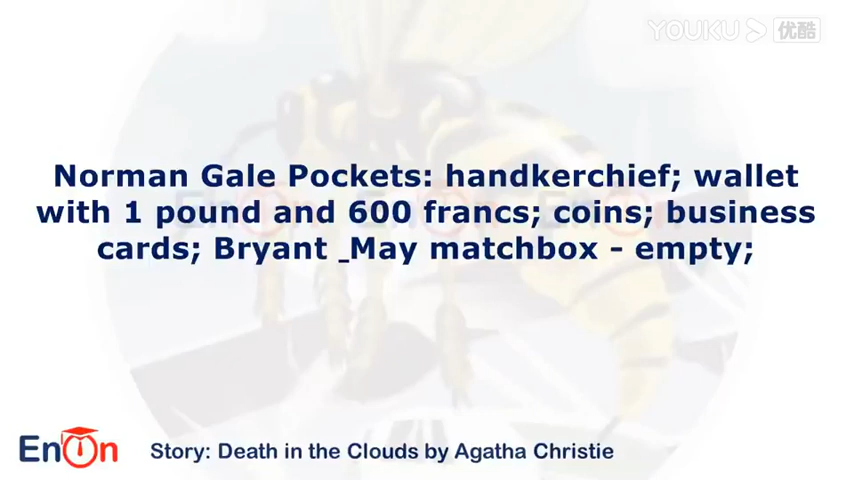 YOUKU 优酷
Norman Gale Pockets: handkerchief; wallet
with 1 pound and 600 francs; coins; business
cards; Bryant _May matchbox - empty;
EnOn
Story: Death in the Clouds by Agatha Christie